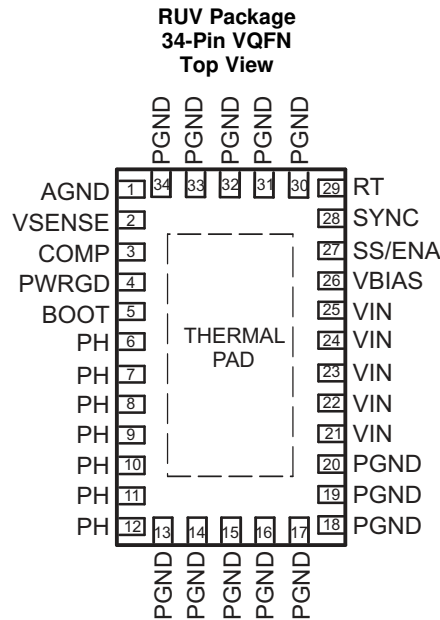 RUV Package
34-Pin VQFN
Top View
PGND PGND PGND PGND PGND
34 33 32 31 30
AGND 1
VSENSE 2
COMP 3
PWRGD 4
BOOT 5
PH 6
PH 7
PH 8
PH 9
PH 10
PH 11
PH 12
THERMAL
PAD
29 RT
28 SYNC
27 SS/ENA
26 VBIAS
25 VIN
24 VIN
23 VIN
22 VIN
21 VIN
20 PGND
19 PGND
18 PGND
13 14 15 16 17
PGND PGND PGND PGND PGND